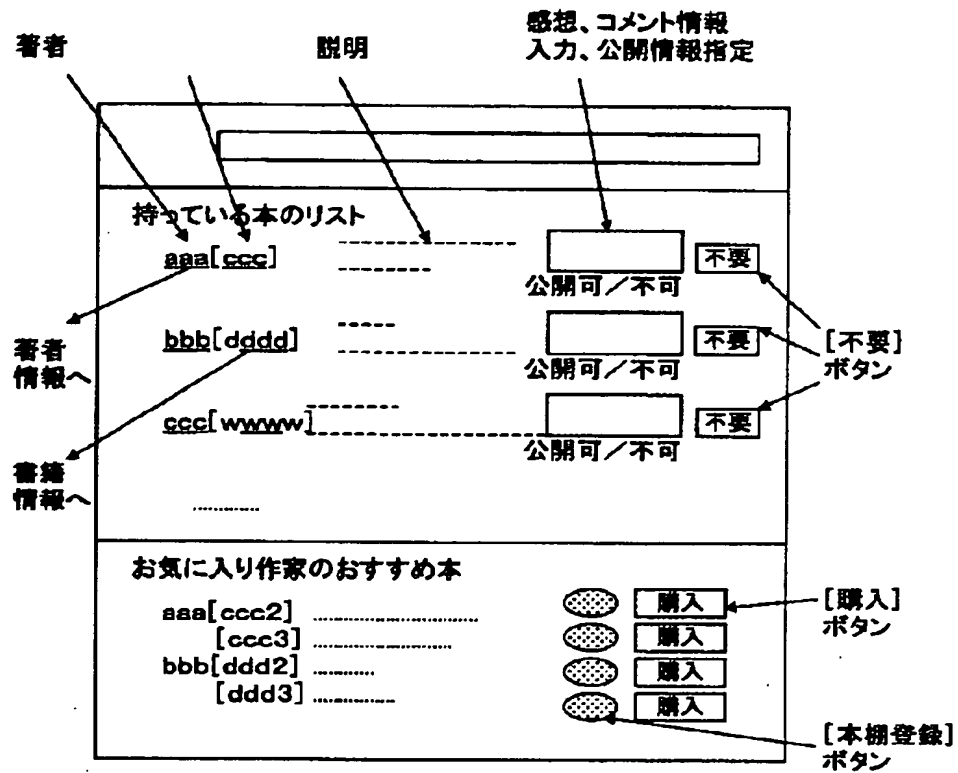 著者
説明
感想、コメント情報
入力、公開情報指定
持っている本のリスト
aaa[ccc]
不要
公開可／不可
著者
情報へ
bbb[dddd]
不要
公開可／不可
[不要]
ボタン
ccc[wwww]
不要
公開可／不可
書籍
情報へ
お気に入り作家のおすすめ本
aaa[ccc2]
購入
[購入]
ボタン
[ccc3]
購入
bbb[ddd2]
購入
[ddd3]
購入
[本棚登録]
ボタン